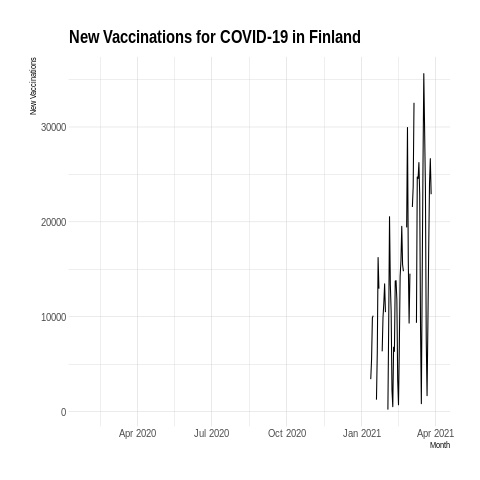 New Vaccinations for COVID-19 in Finland
New Vaccinations
30000
20000
10000
0
Apr 2020 Jul 2020 Oct 2020 Jan 2021 Apr 2021
Month